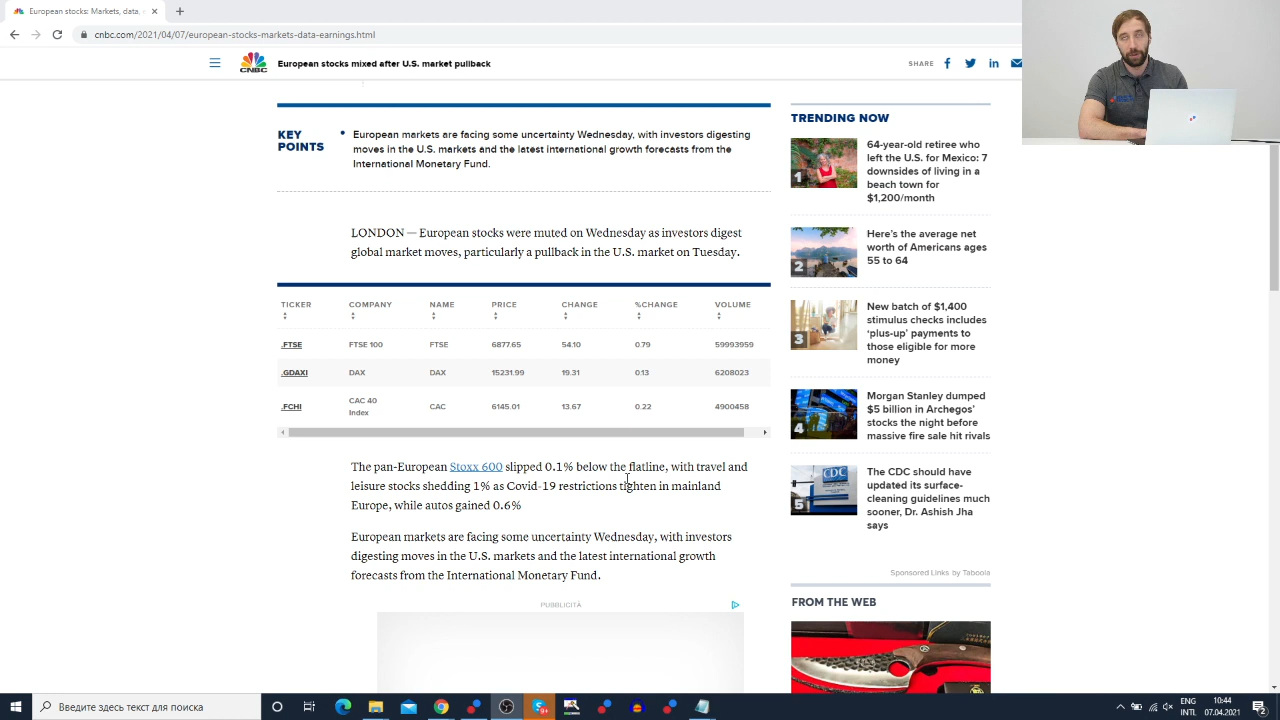 European stocks: Markets, data,
cnbc.com/2021/04/07/european-stocks-markets-data-earnings.html
CNBC
European stocks mixed after U.S. market pullback
SHARE
KEY
POINTS
European markets are facing some uncertainty Wednesday, with investors digesting
moves in the U.S. markets and the latest international growth forecasts from the
International Monetary Fund.
LONDON — European stocks were muted on Wednesday as investors digest
global market moves, particularly a pullback in the U.S. market on Tuesday.
TICKER COMPANY NAME PRICE CHANGE %CHANGE VOLUME
.FTSE FTSE 100 FTSE 6877.65 54.10 0.79 59993959
.GDAXI DAX DAX 15231.99 19.31 0.13 6208023
.FCHI CAC 40 Index CAC 6145.01 13.67 0.22 4900458
The pan-European Stoxx 600 slipped 0.1% below the flatline, with travel and
leisure stocks shedding 1% as Covid-19 restrictions tighten in mainland
Europe, while autos gained 0.6%
European markets are facing some uncertainty Wednesday, with investors
digesting moves in the U.S. markets and the latest international growth
forecasts from the International Monetary Fund.
PUBBLICITÀ
TRENDING NOW
1
64-year-old retiree who
left the U.S. for Mexico: 7
downsides of living in a
beach town for
$1,200/month
2
Here's the average net
worth of Americans ages
55 to 64
3
New batch of $1,400
stimulus checks includes
‘plus-up’ payments to
those eligible for more
money
4
Morgan Stanley dumped
$5 billion in Archegos’
stocks the night before
massive fire sale hit rivals
CDC
5
The CDC should have
updated its surface-
cleaning guidelines much
sooner, Dr. Ashish Jha
says
Sponsored Links by Taboola
FROM THE WEB
Введите здесь текст для поиска
ENG
INTL
10:44
07.04.2021